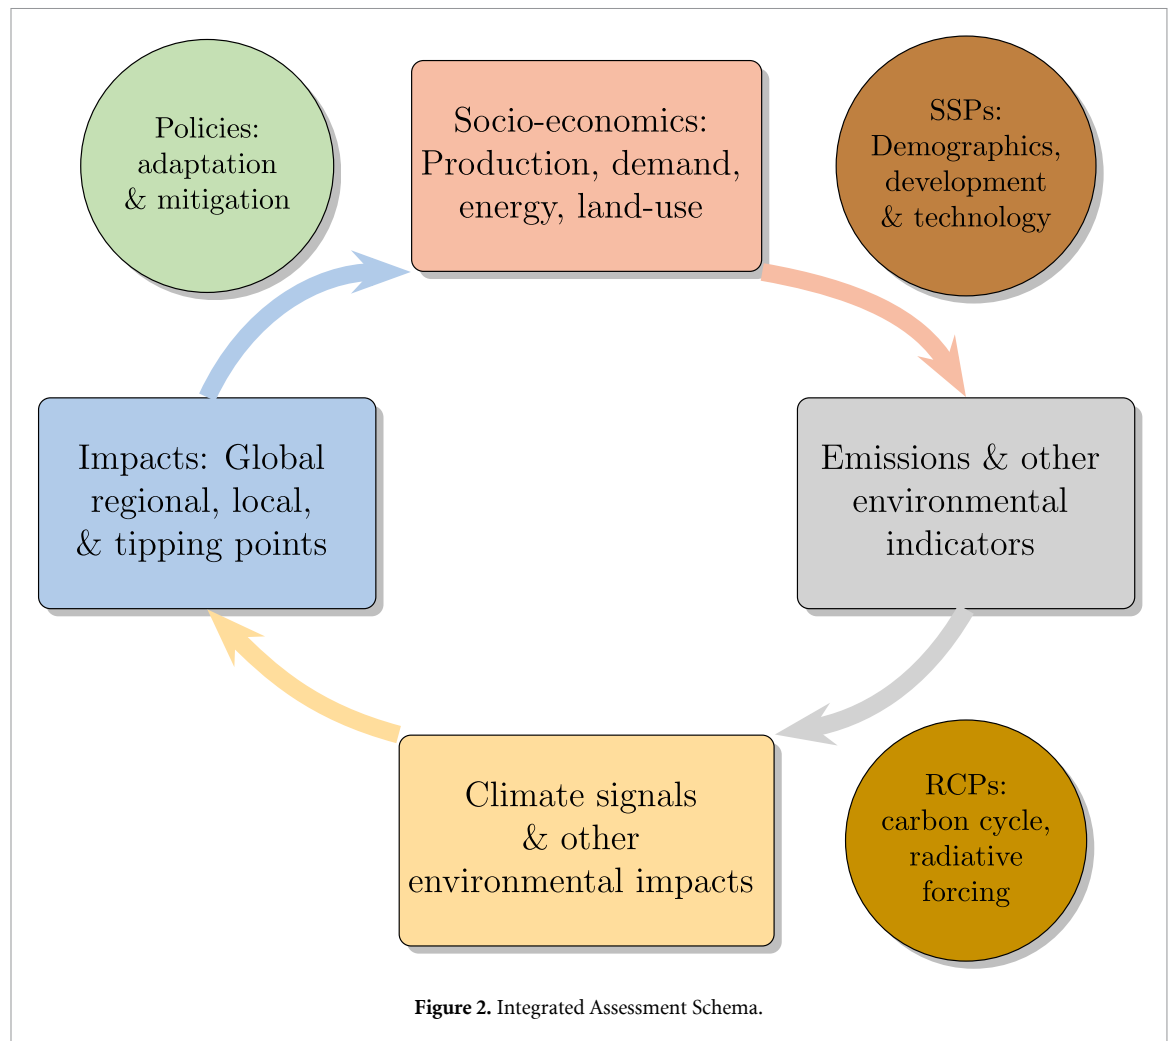 Policies:
adaptation
& mitigation
Socio-economics:
Production, demand,
energy, land-use
SSPs:
Demographics,
development
& technology
Impacts: Global
regional, local,
& tipping points
Emissions & other
environmental
indicators
Climate signals
& other
environmental impacts
RCPs:
carbon cycle,
radiative
forcing
Figure 2. Integrated Assessment Schema.